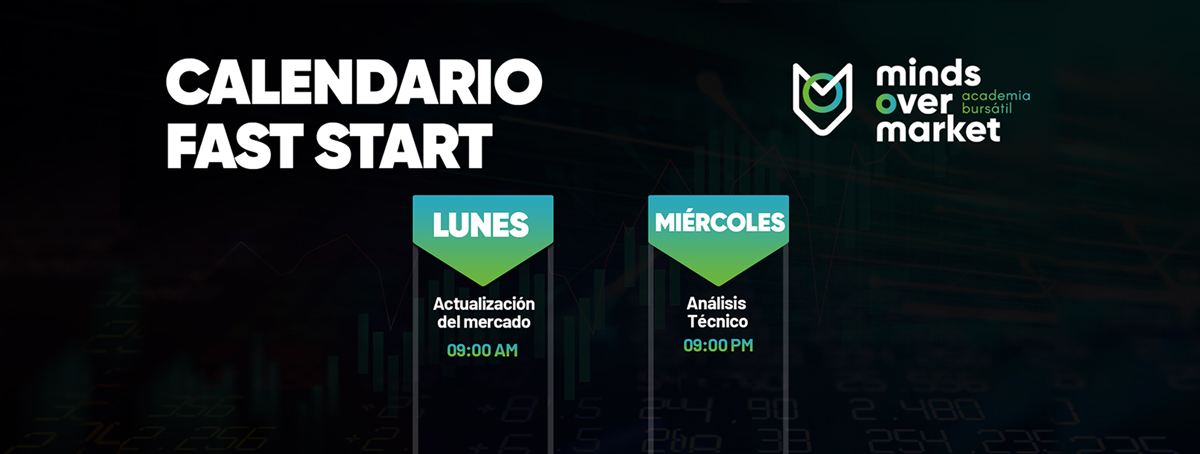 CALENDARIO
FAST START
minds
over
academia
bursátil
market
LUNES
Actualización
del mercado
09:00 AM
MIÉRCOLES
Análisis
Técnico
09:00 PM